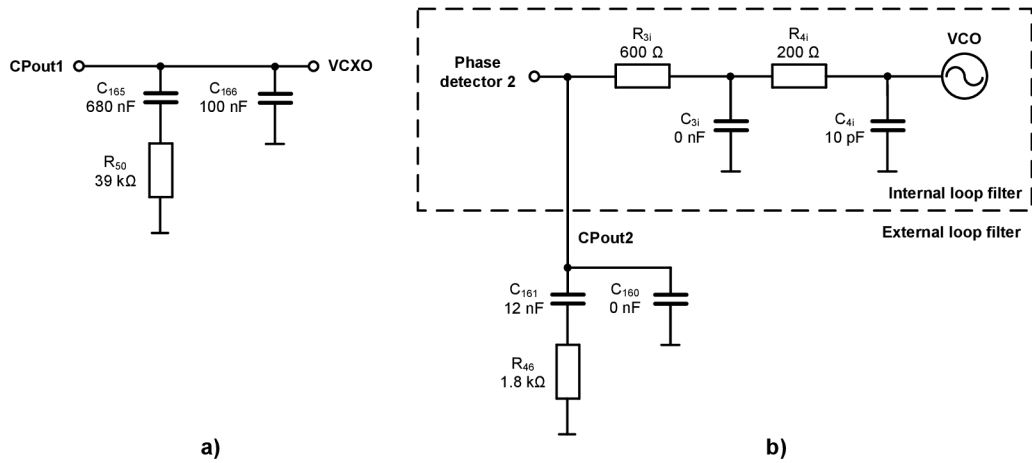 CPout1
C165
680 nF
C166
100 nF
VCXO
R50
39 kΩ
a)
Phase
detector 2
R3i
600 Ω
R4i
200 Ω
VCO
C3i
0 nF
C4i
10 pF
Internal loop filter
External loop filter
CPout2
C161
12 nF
C160
0 nF
R46
1.8 kΩ
b)